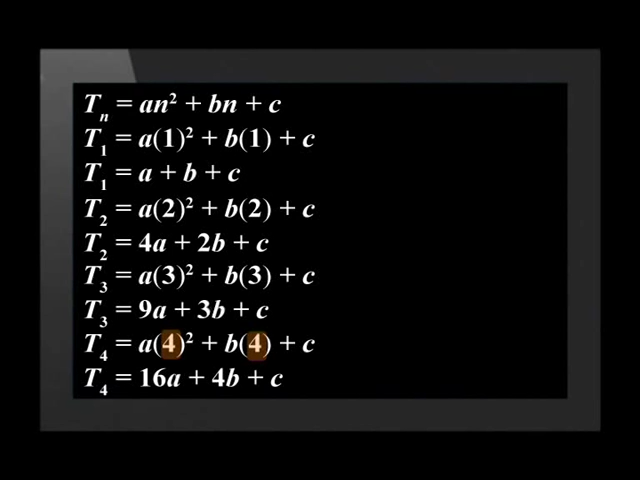 Tₙ = an² + bn + c
T₁ = a(1)² + b(1) + c
T₁ = a + b + c
T₂ = a(2)² + b(2) + c
T₂ = 4a + 2b + c
T₃ = a(3)² + b(3) + c
T₃ = 9a + 3b + c
T₄ = a(4)² + b(4) + c
T₄ = 16a + 4b + c